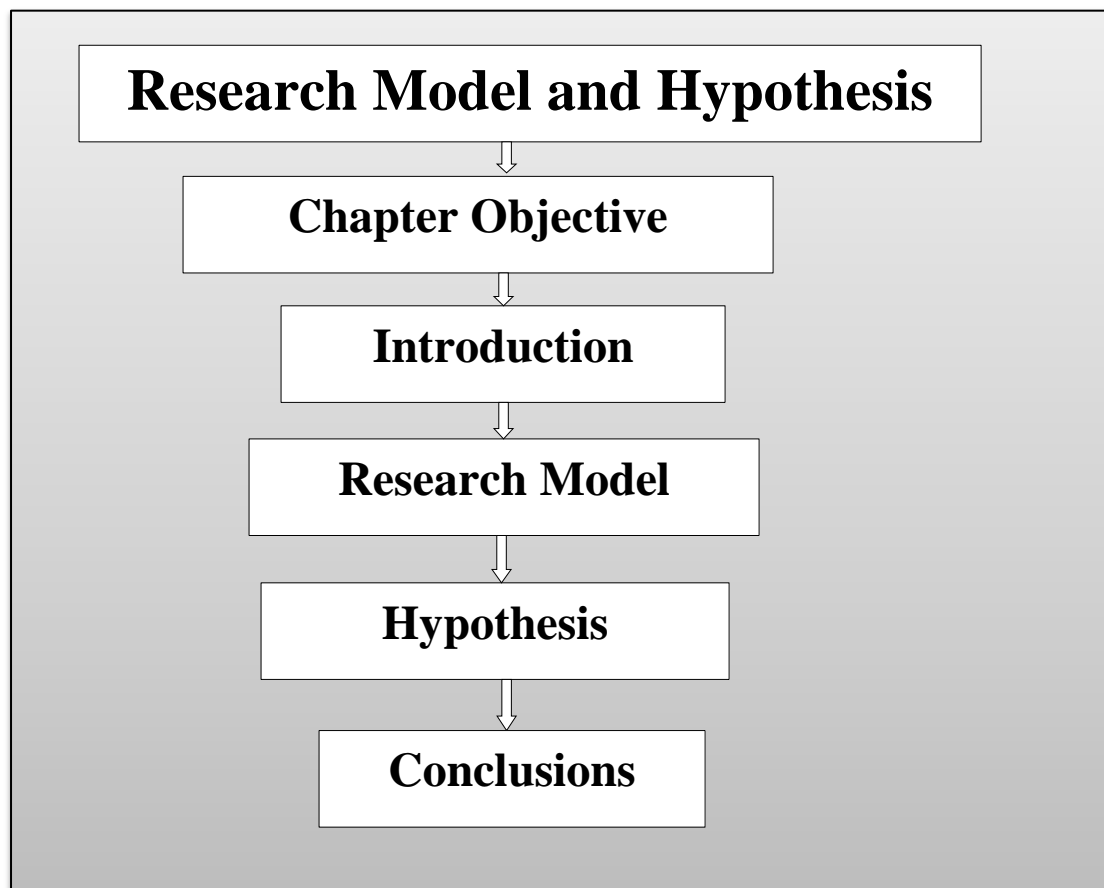 Research Model and Hypothesis
Chapter Objective
Introduction
Research Model
Hypothesis
Conclusions